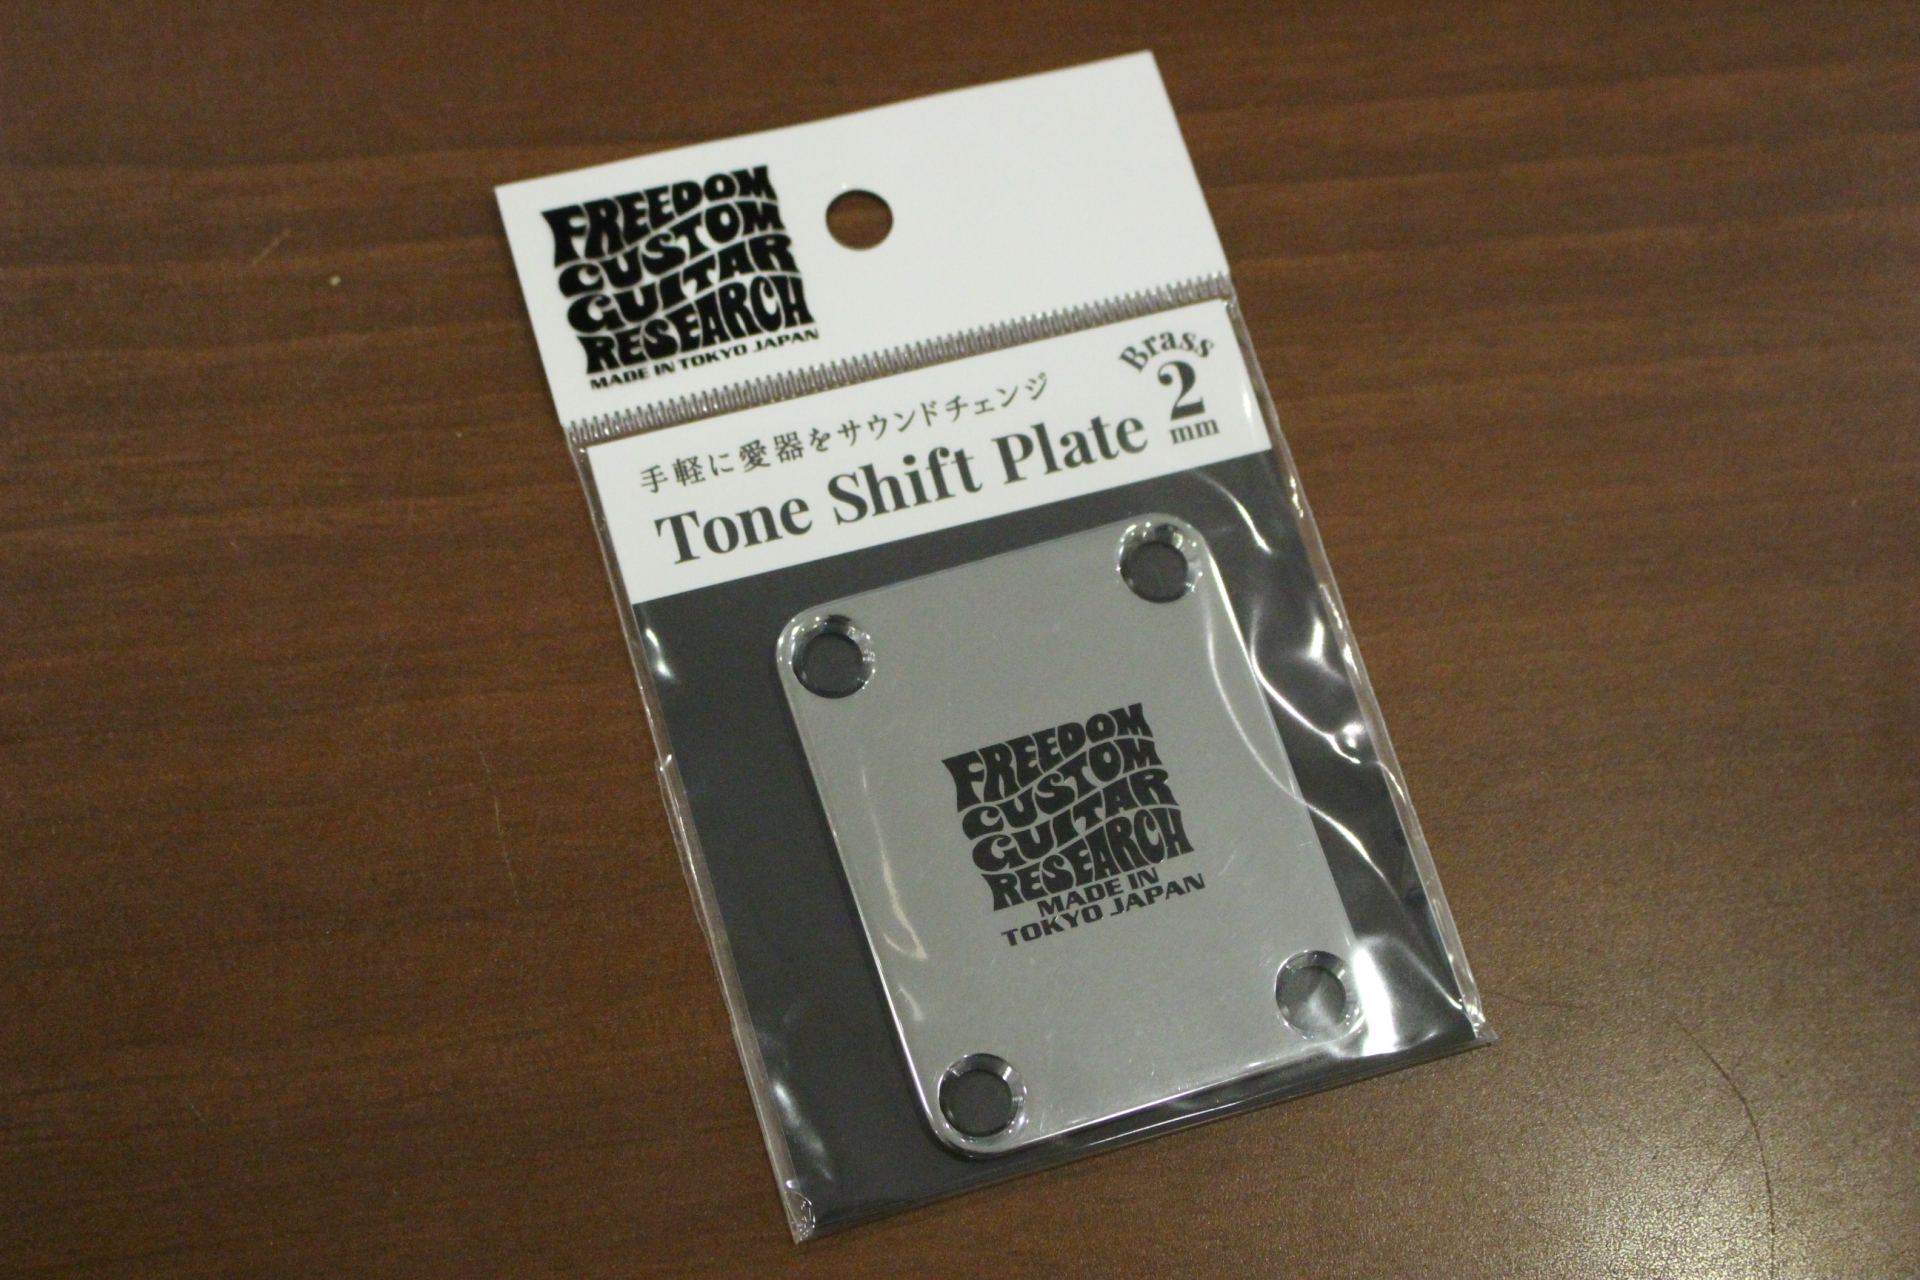 FREEDOM
CUSTOM
GUITAR
RESEARCH
MADE IN TOKYO JAPAN
手軽に愛器をサウンドチェンジ
Tone Shift Plate
Brass
2
mm
FREEDOM
CUSTOM
GUITAR
RESEARCH
MADE IN
TOKYO JAPAN